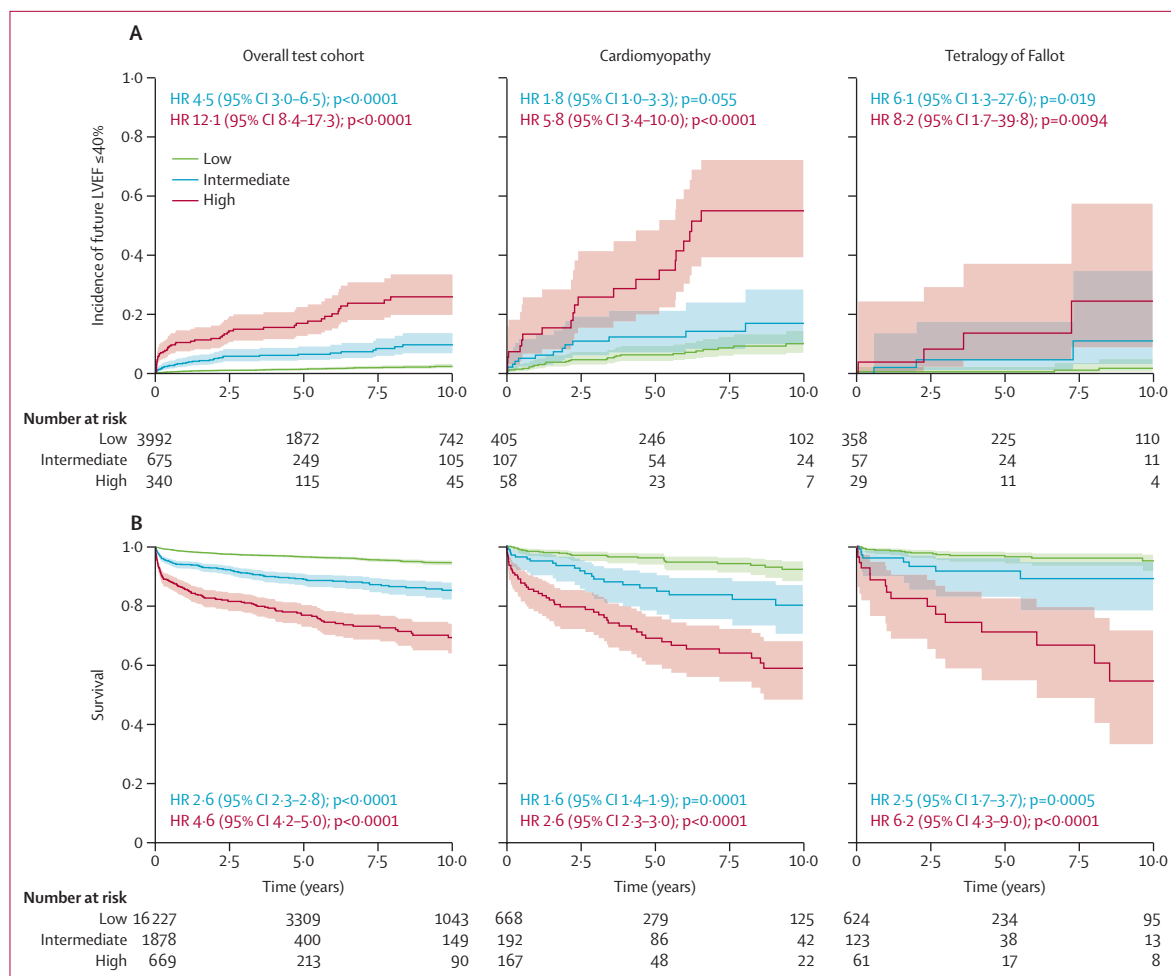 A
Overall test cohort
Cardiomyopathy
Tetralogy of Fallot
Incidence of future LVEF ≤40%
1·0
0·8
0·6
0·4
0·2
0
HR 4·5 (95% CI 3·0–6·5); p<0·0001
HR 12·1 (95% CI 8·4–17·3); p<0·0001
Low
Intermediate
High
HR 1·8 (95% CI 1·0–3·3); p=0·055
HR 5·8 (95% CI 3·4–10·0); p<0·0001
HR 6·1 (95% CI 1·3–27·6); p=0·019
HR 8·2 (95% CI 1·7–39·8); p=0·0094
0 2·5 5·0 7·5 10·0 0 2·5 5·0 7·5 10·0 0 2·5 5·0 7·5 10·0
Number at risk
Low 3992 1872 742 405 246 102 358 225 110
Intermediate 675 249 105 107 54 24 57 24 11
High 340 115 45 58 23 7 29 11 4
B
Survival
1·0
0·8
0·6
0·4
0·2
0
HR 2·6 (95% CI 2·3–2·8); p<0·0001
HR 4·6 (95% CI 4·2–5·0); p<0·0001
HR 1·6 (95% CI 1·4–1·9); p=0·0001
HR 2·6 (95% CI 2·3–3·0); p<0·0001
HR 2·5 (95% CI 1·7–3·7); p=0·0005
HR 6·2 (95% CI 4·3–9·0); p<0·0001
0 2·5 5·0 7·5 10·0 0 2·5 5·0 7·5 10·0 0 2·5 5·0 7·5 10·0
Time (years) Time (years) Time (years)
Number at risk
Low 16 227 3309 1043 668 279 125 624 234 95
Intermediate 1878 400 149 192 86 42 123 38 13
High 669 213 90 167 48 22 61 17 8